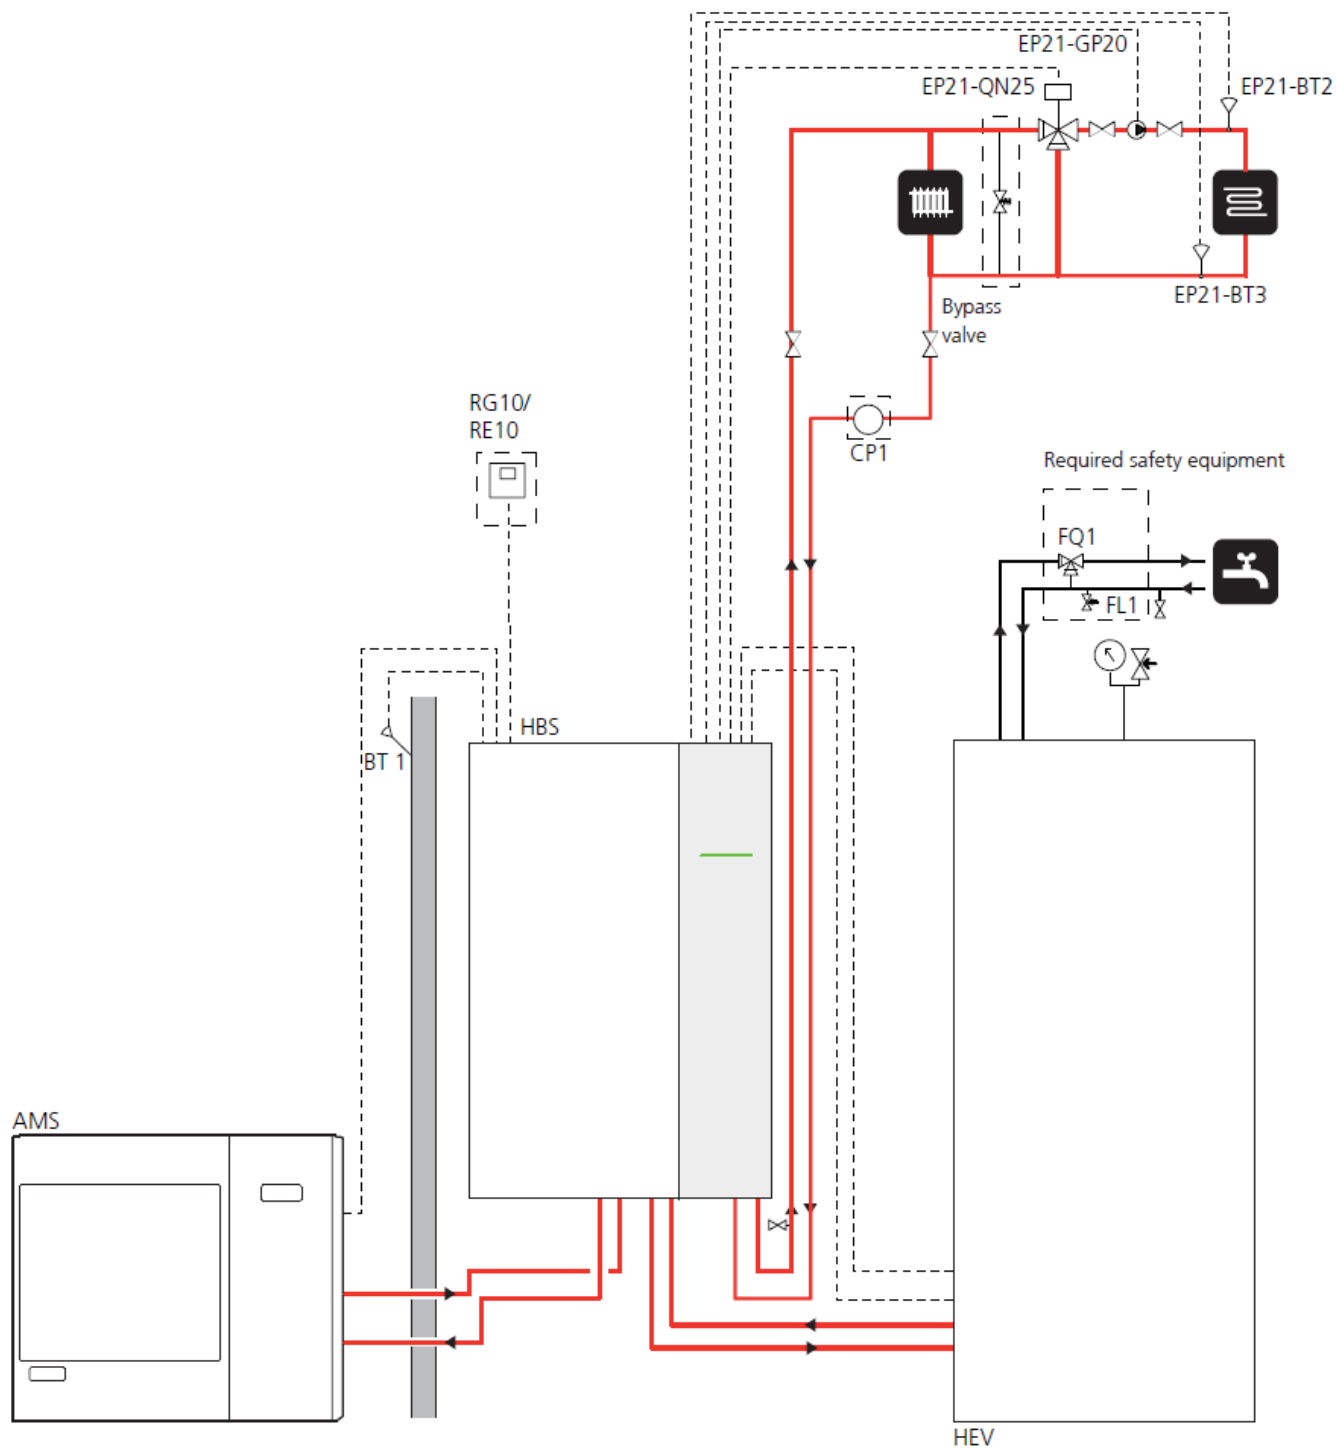 EP21-GP20
EP21-QN25
EP21-BT2
EP21-BT3
Bypass
valve
RG10/
RE10
CP1
Required safety equipment
FQ1
FL1
HBS
BT 1
AMS
HEV